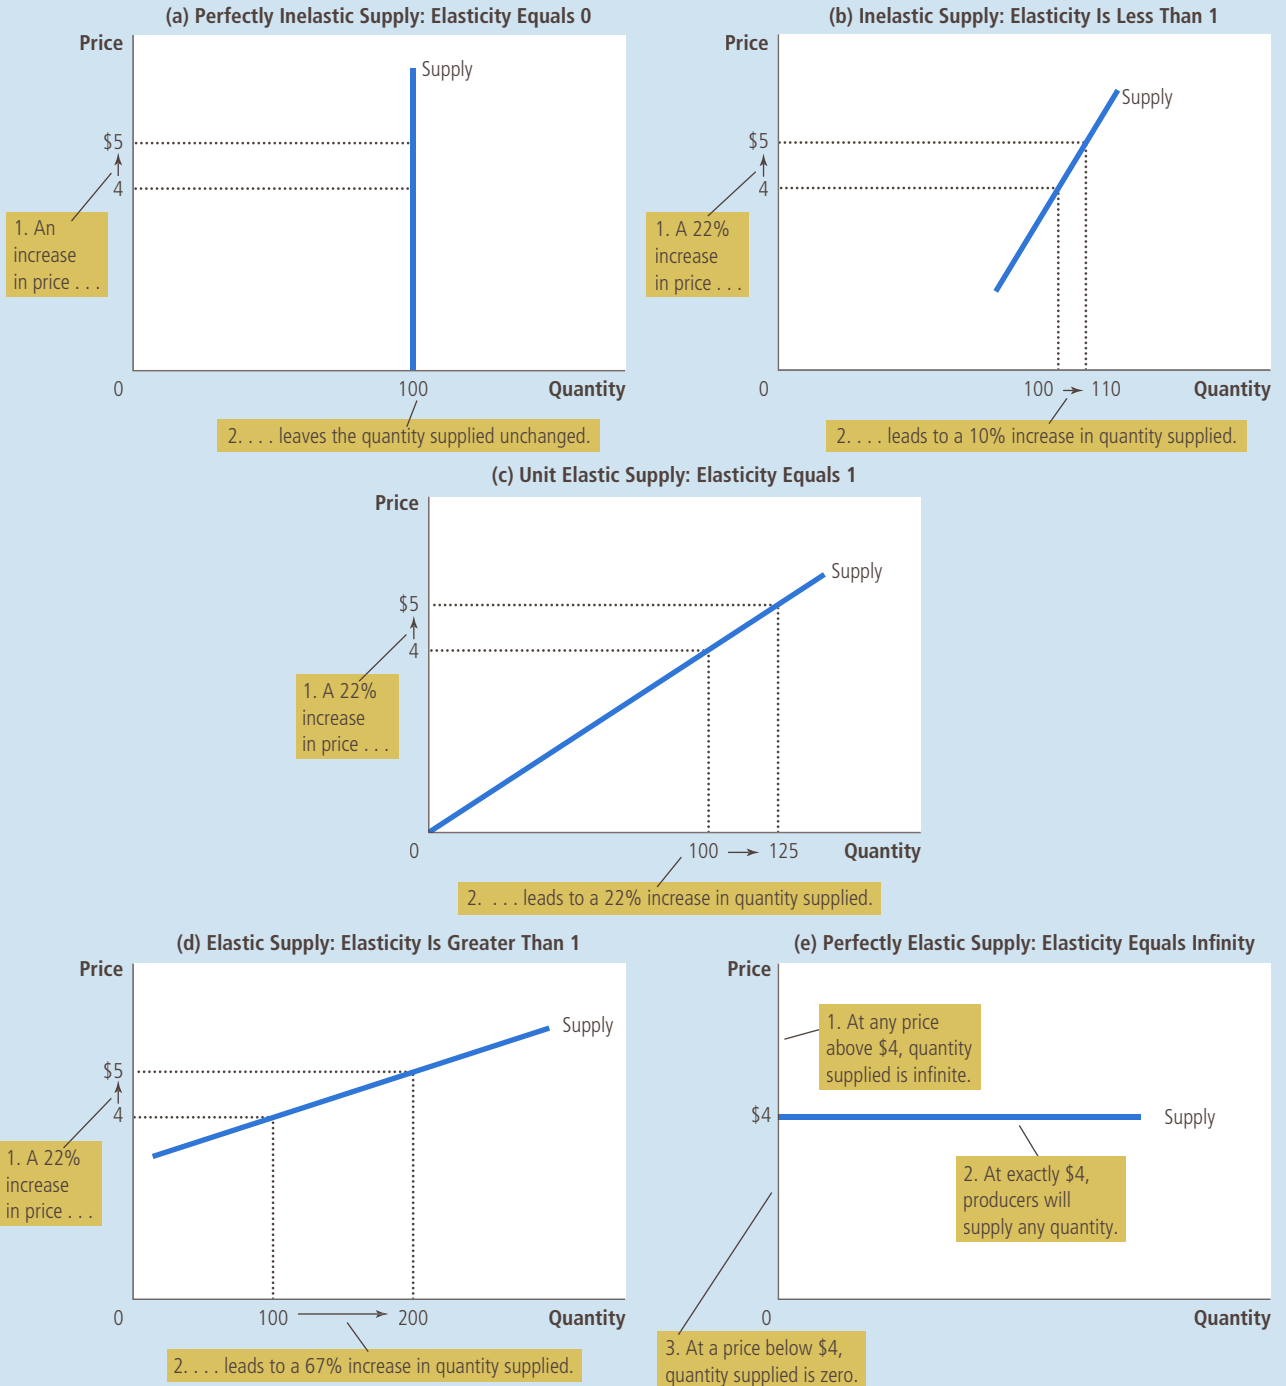 (a) Perfectly Inelastic Supply: Elasticity Equals 0
Price
Supply
$5
4
1. An
increase
in price . . .
0
100
Quantity
2. . . . leaves the quantity supplied unchanged.
(b) Inelastic Supply: Elasticity Is Less Than 1
Price
Supply
$5
4
1. A 22%
increase
in price . . .
0
100
110
Quantity
2. . . . leads to a 10% increase in quantity supplied.
(c) Unit Elastic Supply: Elasticity Equals 1
Price
Supply
$5
4
1. A 22%
increase
in price . . .
0
100
125
Quantity
2. . . . leads to a 22% increase in quantity supplied.
(d) Elastic Supply: Elasticity Is Greater Than 1
Price
Supply
$5
4
1. A 22%
increase
in price . . .
0
100
200
Quantity
2. . . . leads to a 67% increase in quantity supplied.
(e) Perfectly Elastic Supply: Elasticity Equals Infinity
Price
1. At any price
above $4, quantity
supplied is infinite.
$4
Supply
2. At exactly $4,
producers will
supply any quantity.
0
Quantity
3. At a price below $4,
quantity supplied is zero.